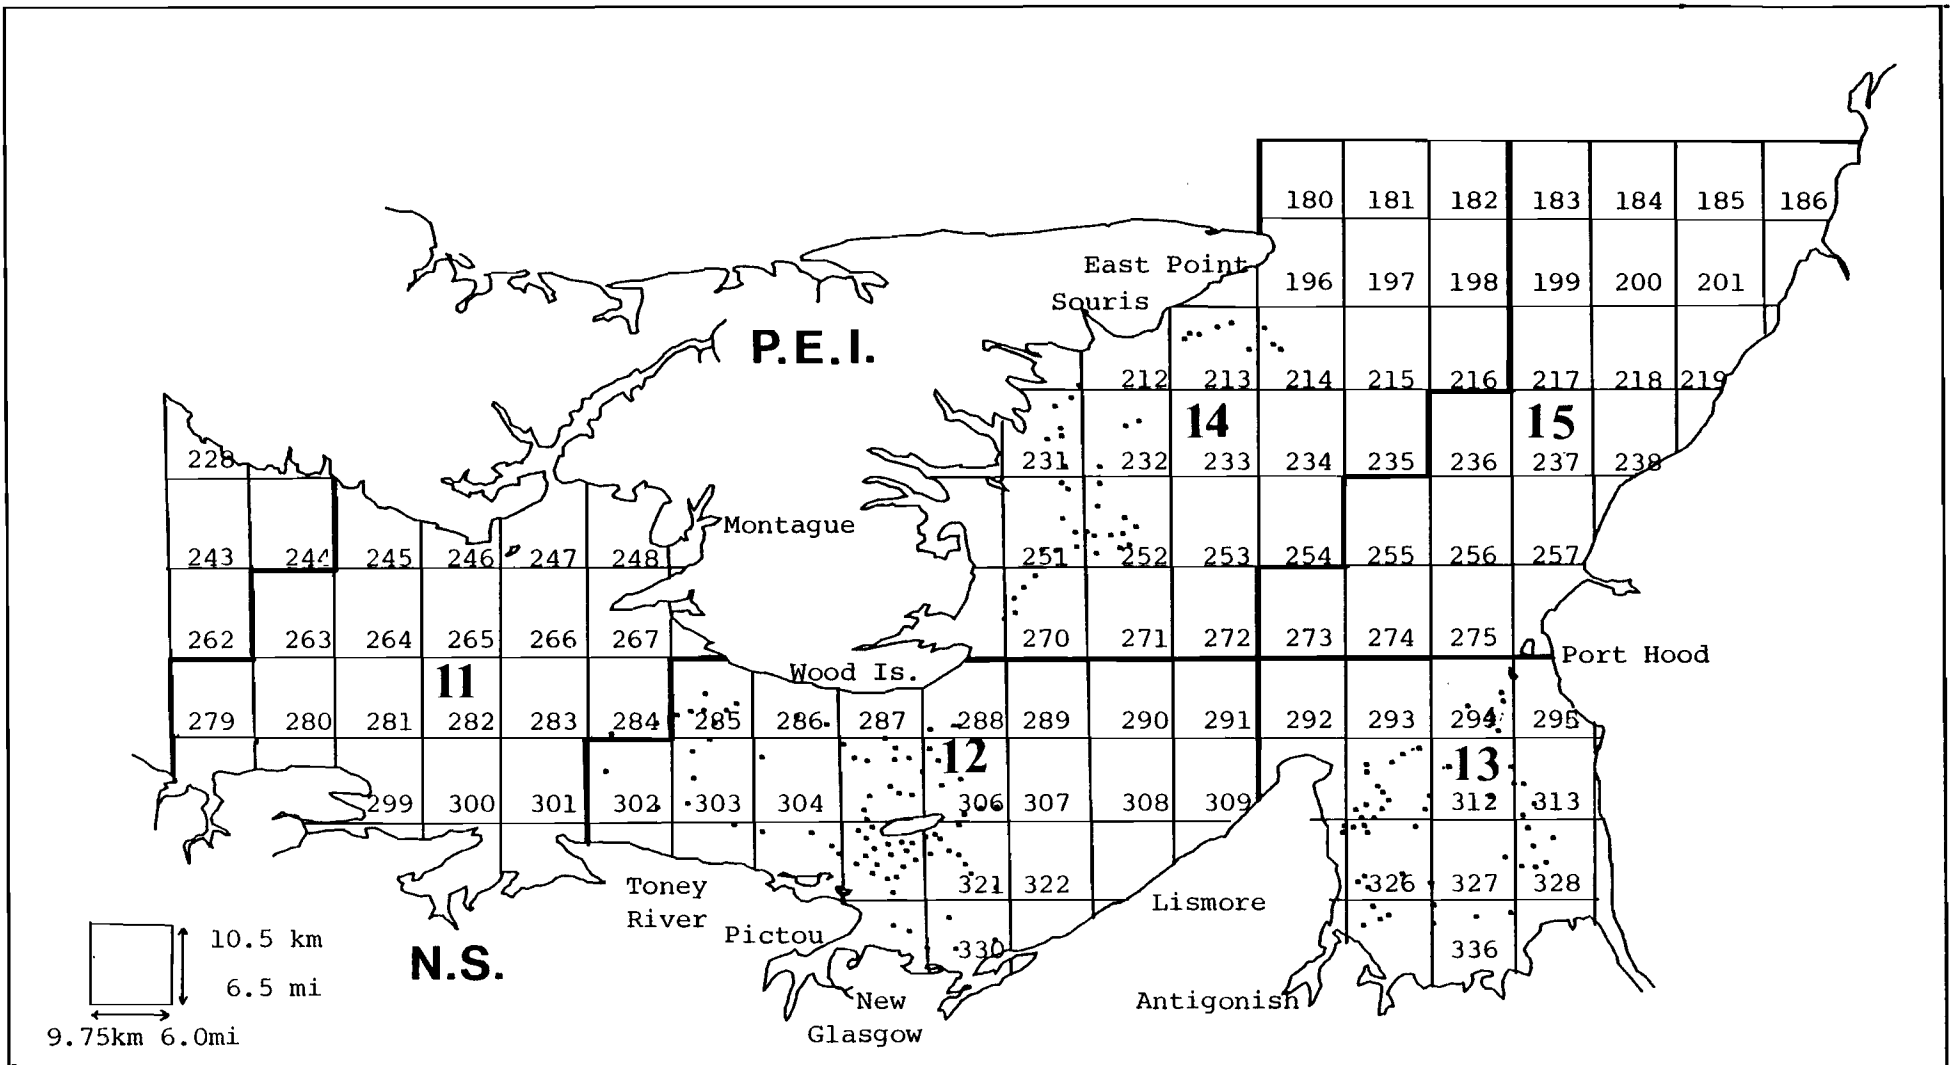 180 181 182 183 184 185 186
East Point 196 197 198 199 200 201
Souris
P.E.I.
212 213 214 215 216 217 218 219
14 15
228 231 232 233 234 235 236 237 238
Montague
243 244 245 246 247 248 251 252 253 254 255 256 257
262 263 264 265 266 267 270 271 272 273 274 275
Port Hood
Wood Is.
11
279 280 281 282 283 284 285 286 287 288 289 290 291 292 293 294 295
12 13
299 300 301 302 303 304 306 307 308 309 312 313
Toney 321 322 326 327 328
River
Lismore
Pictou
10.5 km
N.S.
330 336
6.5 mi
New Antigonish
Glasgow
9.75km 6.0mi